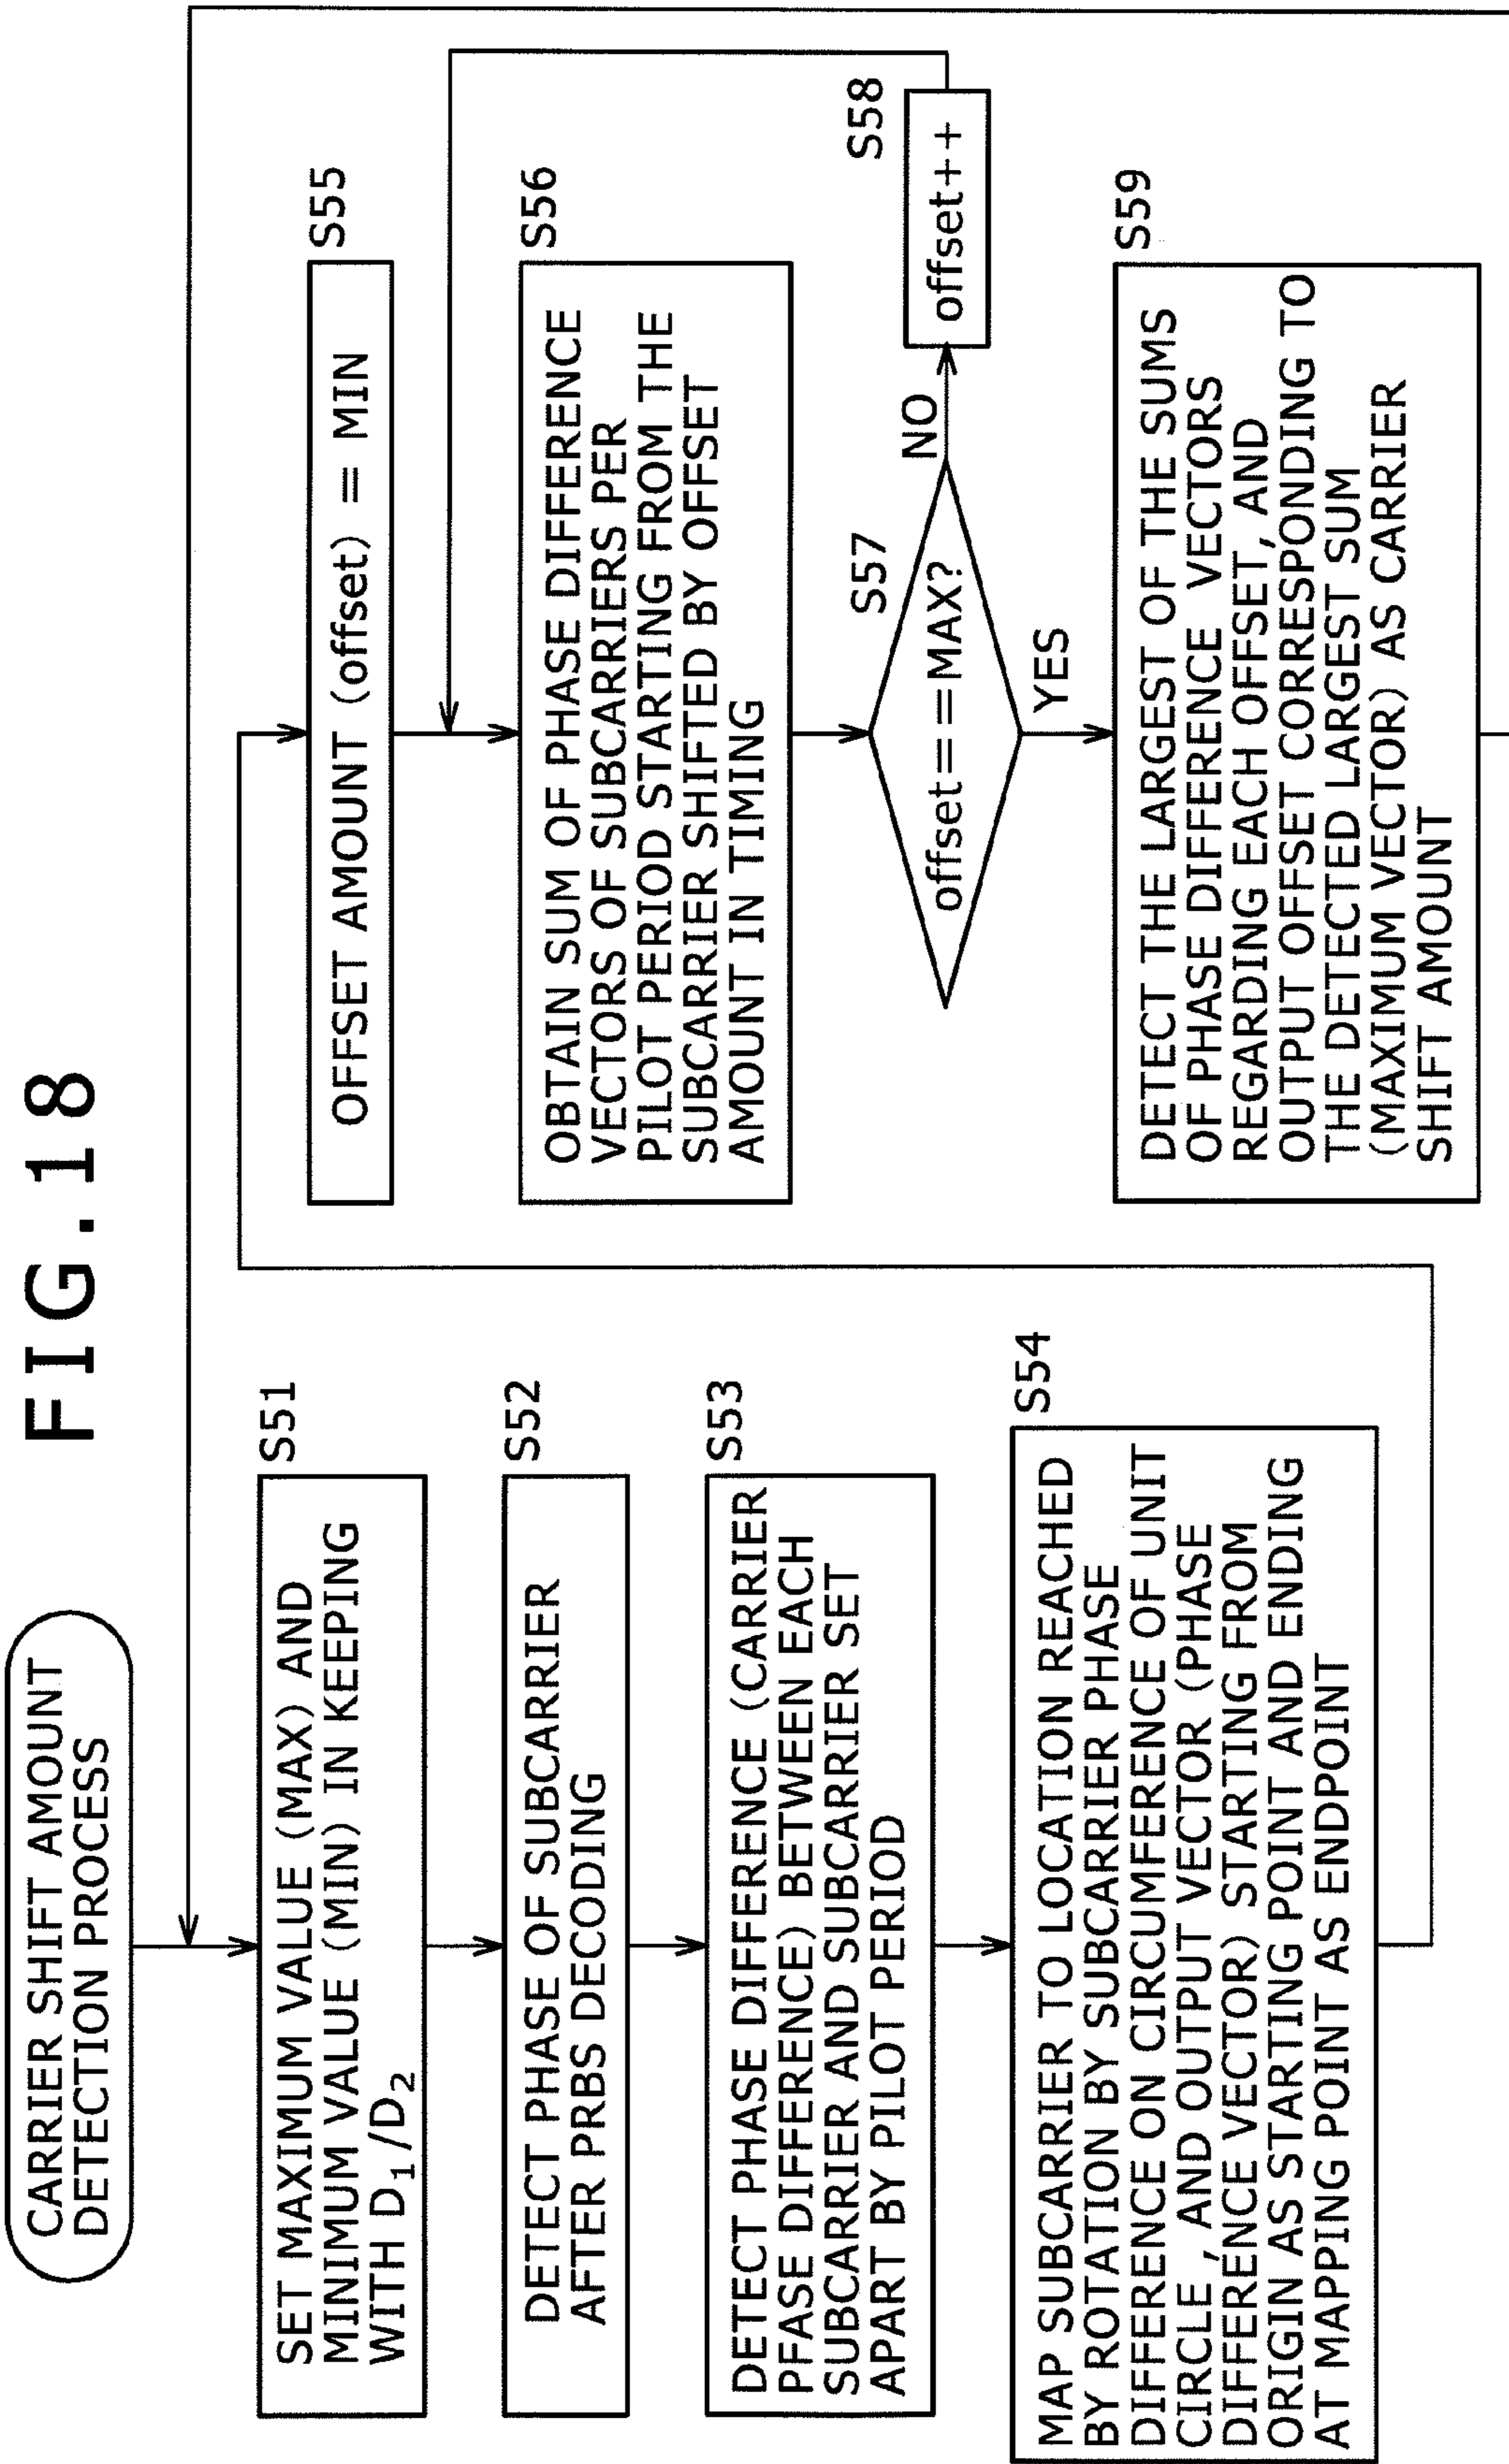 FIG.18
CARRIER SHIFT AMOUNT
DETECTION PROCESS
S51
SET MAXIMUM VALUE (MAX) AND
MINIMUM VALUE (MIN) IN KEEPING
WITH D₁/D₂
S52
DETECT PHASE OF SUBCARRIER
AFTER PRBS DECODING
S53
DETECT PHASE DIFFERENCE (CARRIER
PFASE DIFFERENCE) BETWEEN EACH
SUBCARRIER AND SUBCARRIER SET
APART BY PILOT PERIOD
S54
MAP SUBCARRIER TO LOCATION REACHED
BY ROTATION BY SUBCARRIER PHASE
DIFFERENCE ON CIRCUMFERENCE OF UNIT
CIRCLE, AND OUTPUT VECTOR (PHASE
DIFFERENCE VECTOR) STARTING FROM
ORIGIN AS STARTING POINT AND ENDING
AT MAPPING POINT AS ENDPOINT
S55
OFFSET AMOUNT (offset) = MIN
S56
OBTAIN SUM OF PHASE DIFFERENCE
VECTORS OF SUBCARRIERS PER
PILOT PERIOD STARTING FROM THE
SUBCARRIER SHIFTED BY OFFSET
AMOUNT IN TIMING
S57
offset==MAX?
NO
S58
offset++
YES
S59
DETECT THE LARGEST OF THE SUMS
OF PHASE DIFFERENCE VECTORS
REGARDING EACH OFFSET, AND
OUTPUT OFFSET CORRESPONDING TO
THE DETECTED LARGEST SUM
(MAXIMUM VECTOR) AS CARRIER
SHIFT AMOUNT